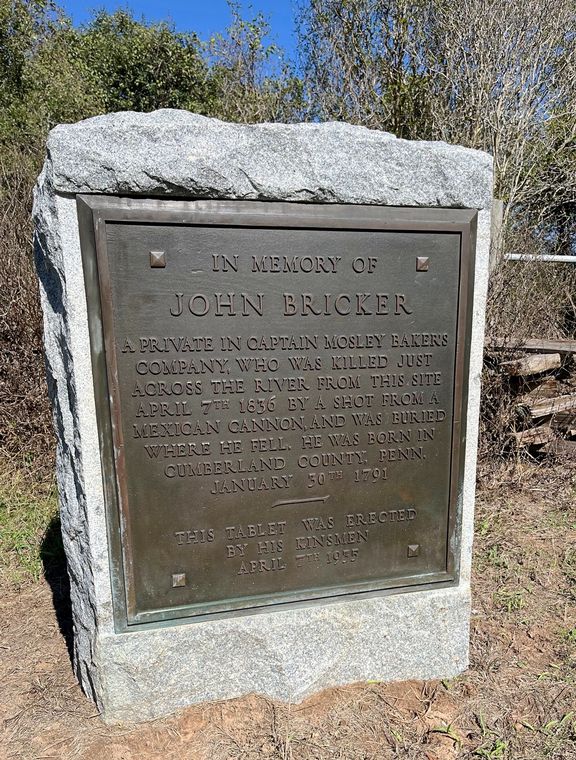 IN MEMORY OF
JOHN BRICKER
A PRIVATE IN CAPTAIN MOSLEY BAKER'S
COMPANY, WHO WAS KILLED JUST
ACROSS THE RIVER FROM THIS SITE
APRIL 7TH 1836 BY A SHOT FROM A
MEXICAN CANNON, AND WAS BURIED
WHERE HE FELL. HE WAS BORN IN
CUMBERLAND COUNTY, PENN.
JANUARY 30TH 1791
THIS TABLET WAS ERECTED
BY HIS KINSMEN
APRIL 7TH 1935